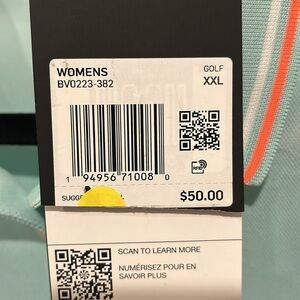 WOMENS
GOLF
BV0223-382
XXL
1 94956 71008 0
RFID
$50.00
SCAN TO LEARN MORE
NUMÉRISEZ POUR EN
SAVOIR PLUS